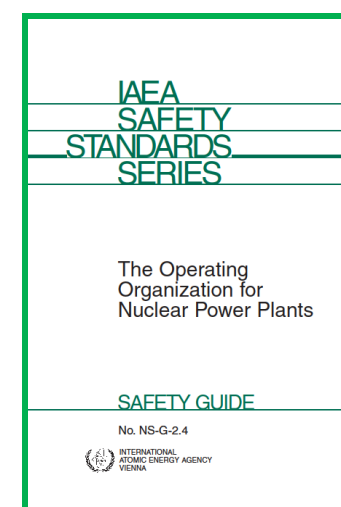 IAEA
SAFETY
STANDARDS
SERIES
The Operating
Organization for
Nuclear Power Plants
SAFETY GUIDE
No. NS-G-2.4
INTERNATIONAL
ATOMIC ENERGY AGENCY
VIENNA